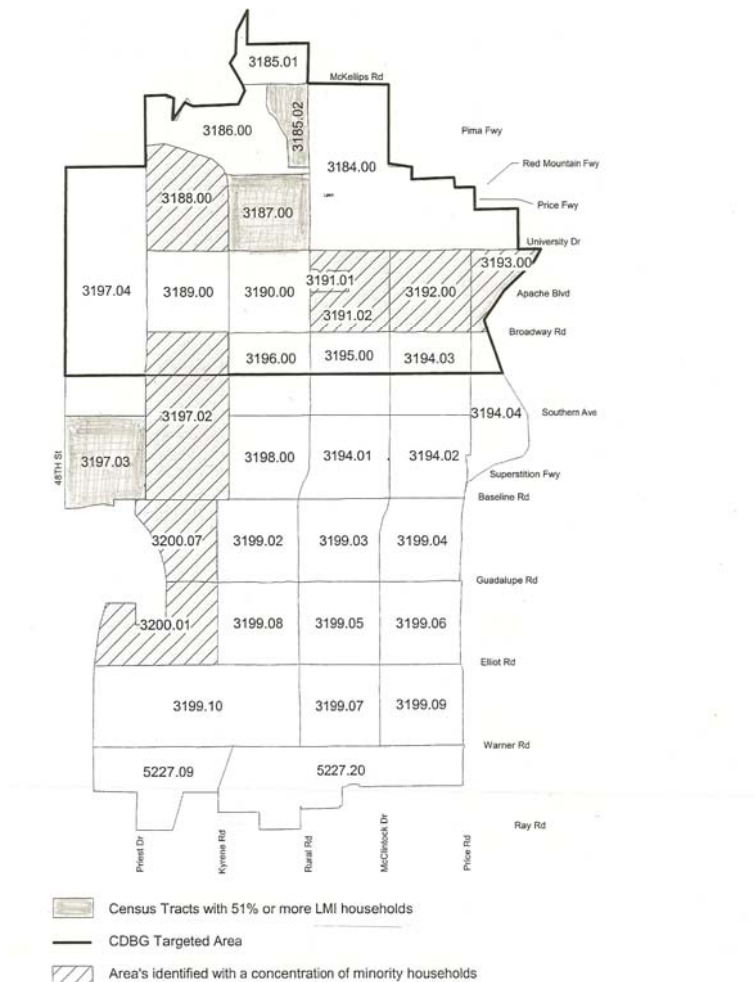 3185.01
McKellips Rd
3185.02
3186.00
Pima Fwy
3184.00
Red Mountain Fwy
3188.00
Price Fwy
3187.00
University Dr
3193.00
3191.01
3197.04
3189.00
3190.00
3192.00
Apache Blvd
3191.02
Broadway Rd
3196.00
3195.00
3194.03
3197.02
3194.04
Southern Ave
48TH St
3197.03
3198.00
3194.01
3194.02
Superstition Fwy
Baseline Rd
3200.07
3199.02
3199.03
3199.04
Guadalupe Rd
3200.01
3199.08
3199.05
3199.06
Elliot Rd
3199.10
3199.07
3199.09
Warner Rd
5227.09
5227.20
Ray Rd
Priest Dr
Kyrene Rd
Rural Rd
McClintock Dr
Price Rd
Census Tracts with 51% or more LMI households
CDBG Targeted Area
Area's identified with a concentration of minority households